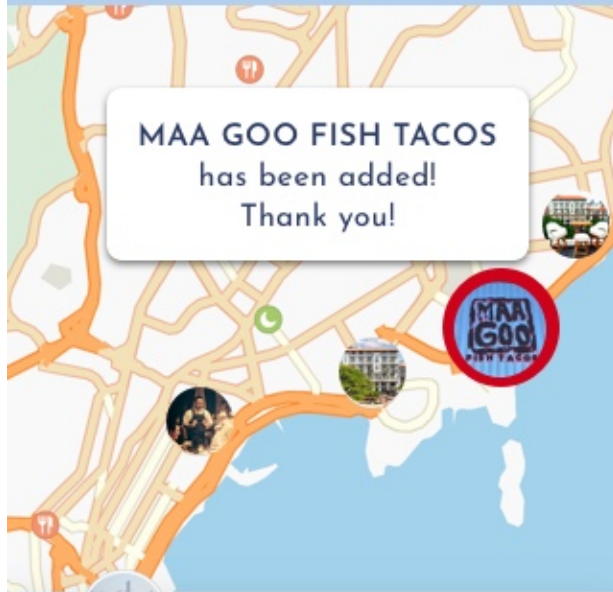 MAA GOO FISH TACOS
has been added!
Thank you!
MAA
GOO
FISH TACOS